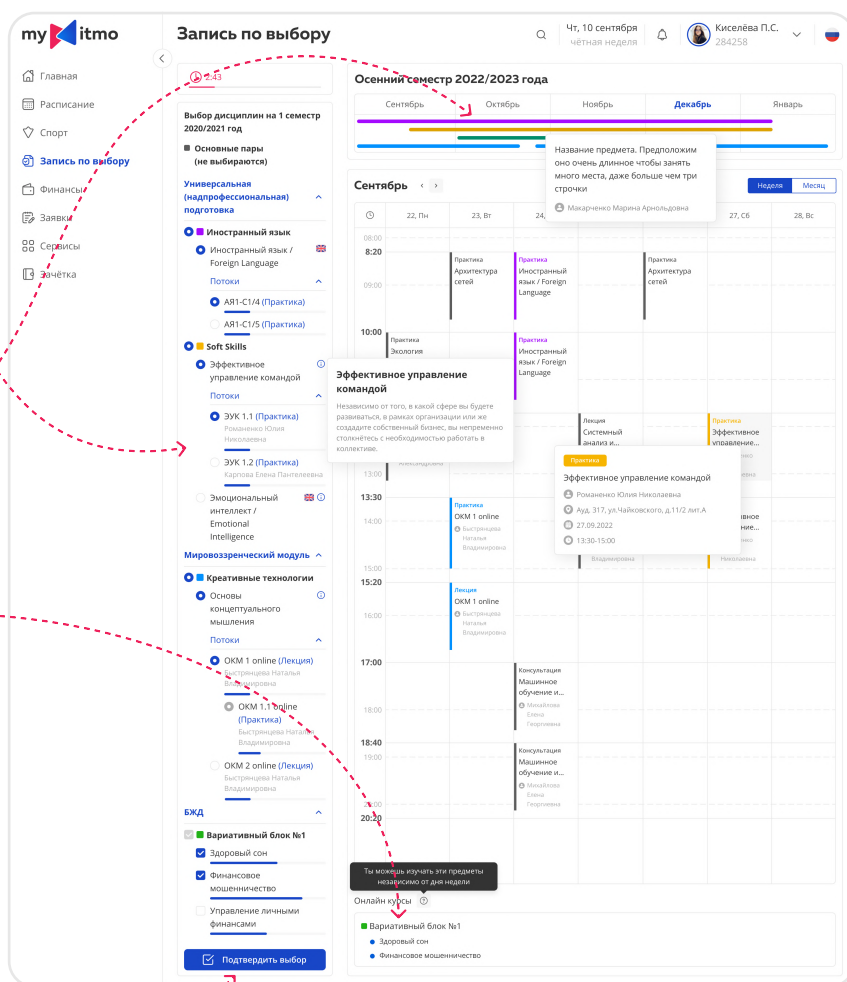 my itmo
Запись по выбору
Чт, 10 сентября
чётная неделя
Киселёва П.С.
284258
Главная
Расписание
Спорт
Запись по выбору
Финансы
Заявки
Сервисы
Зачётка
2:43
Выбор дисциплин на 1 семестр
2020/2021 год
Основные пары
(не выбираются)
Универсальная
(надпрофессиональная)
подготовка
Иностранный язык
Иностранный язык /
Foreign Language
Потоки
АЯ1-С1/4 (Практика)
АЯ1-С1/5 (Практика)
Soft Skills
Эффективное
управление командой
Потоки
ЭУК 1.1 (Практика)
Романенко Юлия
Николаевна
ЭУК 1.2 (Практика)
Карпова Елена Пантелеевна
Эмоциональный
интеллект /
Emotional
Intelligence
Мировоззренческий модуль
Креативные технологии
Основы
концептуального
мышления
Потоки
ОКМ 1 online (Лекция)
Быстрянцева Наталья
Владимировна
ОКМ 1.1 online
(Практика)
Быстрянцева Наталья
Владимировна
ОКМ 2 online (Лекция)
Быстрянцева Наталья
Владимировна
БЖД
Вариативный блок №1
Здоровый сон
Финансовое
мошенничество
Управление личными
финансами
Подтвердить выбор
Осенний семестр 2022/2023 года
Сентябрь Октябрь Ноябрь Декабрь Январь
Название предмета. Предположим
оно очень длинное чтобы занять
много места, даже больше чем три
строчки
Макарченко Марина Арнольдовна
Сентябрь
Неделя Месяц
22, Пн 23, Вт 24, 27, Сб 28, Вс
08:00
8:20
Практика
Архитектура
сетей
Практика
Иностранный
язык / Foreign
Language
Практика
Архитектура
сетей
09:00
10:00
Практика
Экология
Практика
Иностранный
язык / Foreign
Language
Эффективное управление
командой
Независимо от того, в какой сфере вы будете
развиваться, в рамках организации или же
создадите собственный бизнес, вы непременно
столкнётесь с необходимостью работать в
коллективе.
Лекция
Системный
анализ и...
Практика
Эффективное
управление...
Александровна
13:00
Практика
Эффективное управление командой
Романенко Юлия Николаевна
Ауд. 317, ул.Чайковского, д.11/2 лит.А
27.09.2022
13:30-15:00
13:30
Практика
ОКМ 1 online
Быстрянцева
Наталья
Владимировна
14:00
Владимировна
Николаевна
15:00
15:20
Лекция
ОКМ 1 online
Быстрянцева
Наталья
Владимировна
16:00
17:00
Консультация
Машинное
обучение и...
Михайлова
Елена
Георгиевна
18:00
18:40
Консультация
Машинное
обучение и...
Михайлова
Елена
Георгиевна
19:00
20:00
20:20
Ты можешь изучать эти предметы
независимо от дня недели
Онлайн курсы
Вариативный блок №1
Здоровый сон
Финансовое мошенничество